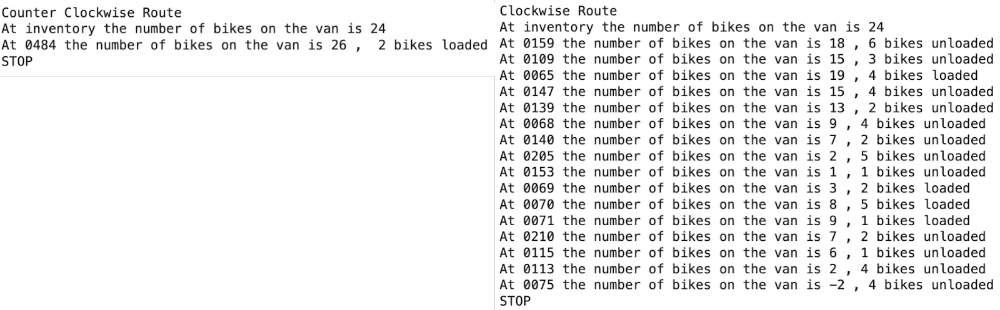 Counter Clockwise Route
At inventory the number of bikes on the van is 24
At 0484 the number of bikes on the van is 26 ,  2 bikes loaded
STOP
Clockwise Route
At inventory the number of bikes on the van is 24
At 0159 the number of bikes on the van is 18 , 6 bikes unloaded
At 0109 the number of bikes on the van is 15 , 3 bikes unloaded
At 0065 the number of bikes on the van is 19 , 4 bikes loaded
At 0147 the number of bikes on the van is 15 , 4 bikes unloaded
At 0139 the number of bikes on the van is 13 , 2 bikes unloaded
At 0068 the number of bikes on the van is 9 , 4 bikes unloaded
At 0140 the number of bikes on the van is 7 , 2 bikes unloaded
At 0205 the number of bikes on the van is 2 , 5 bikes unloaded
At 0153 the number of bikes on the van is 1 , 1 bikes unloaded
At 0069 the number of bikes on the van is 3 , 2 bikes loaded
At 0070 the number of bikes on the van is 8 , 5 bikes loaded
At 0071 the number of bikes on the van is 9 , 1 bikes loaded
At 0210 the number of bikes on the van is 7 , 2 bikes unloaded
At 0115 the number of bikes on the van is 6 , 1 bikes unloaded
At 0113 the number of bikes on the van is 2 , 4 bikes unloaded
At 0075 the number of bikes on the van is −2 , 4 bikes unloaded
STOP